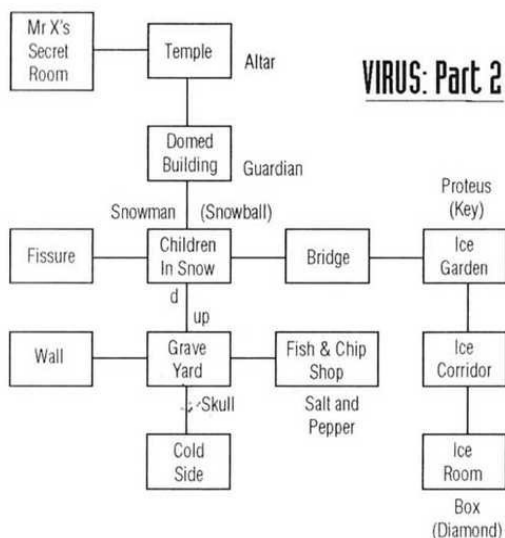 Mr X's
Secret
Room
Temple
Altar
VIRUS: Part 2
Domed
Building
Guardian
Snowman (Snowball)
Proteus
(Key)
Fissure
Children
In Snow
Bridge
Ice
Garden
d
up
Wall
Grave
Yard
Fish & Chip
Shop
Ice
Corridor
Skull
Salt and
Pepper
Cold
Side
Ice
Room
Box
(Diamond)